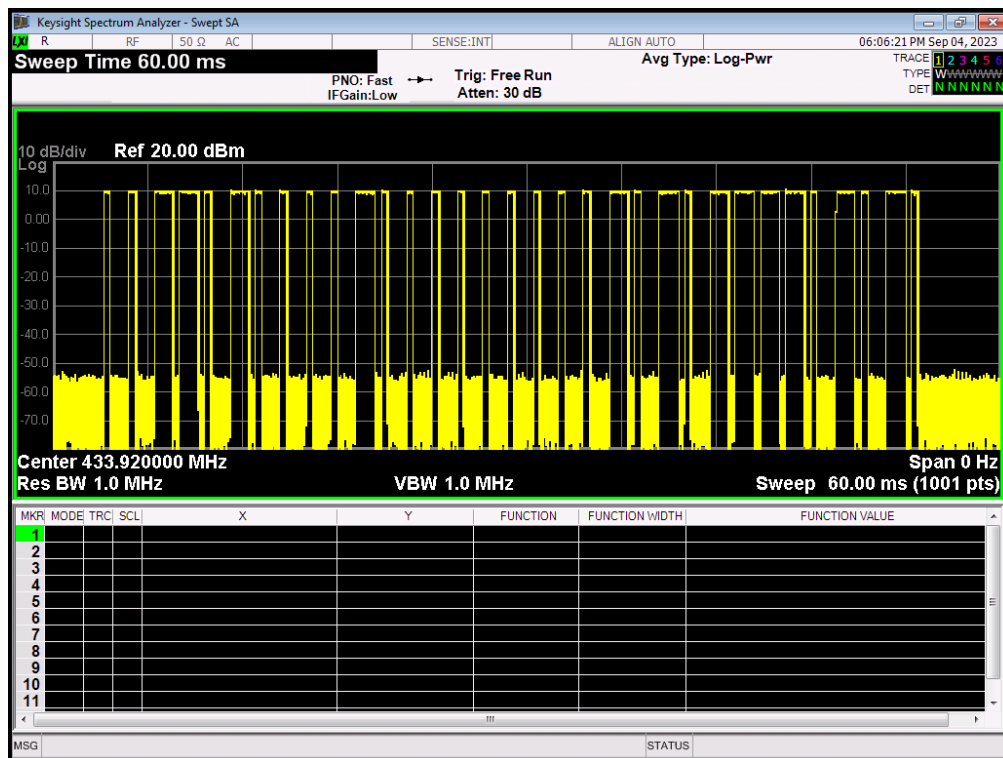 Keysight Spectrum Analyzer - Swept SA
LXI R RF 50 Ω AC SENSE:INT ALIGN AUTO 06:06:21 PM Sep 04, 2023
Sweep Time 60.00 ms
PNO: Fast
IFGain:Low
Trig: Free Run
Atten: 30 dB
Avg Type: Log-Pwr
TRACE 1 2 3 4 5 6
TYPE WWWWWW
DET N N N N N N
10 dB/div Ref 20.00 dBm
Log
10.0
0.00
-10.0
-20.0
-30.0
-40.0
-50.0
-60.0
-70.0
Center 433.920000 MHz Span 0 Hz
Res BW 1.0 MHz VBW 1.0 MHz Sweep 60.00 ms (1001 pts)
MKR MODE TRC SCL X Y FUNCTION FUNCTION WIDTH FUNCTION VALUE
1
2
3
4
5
6
7
8
9
10
11
MSG STATUS